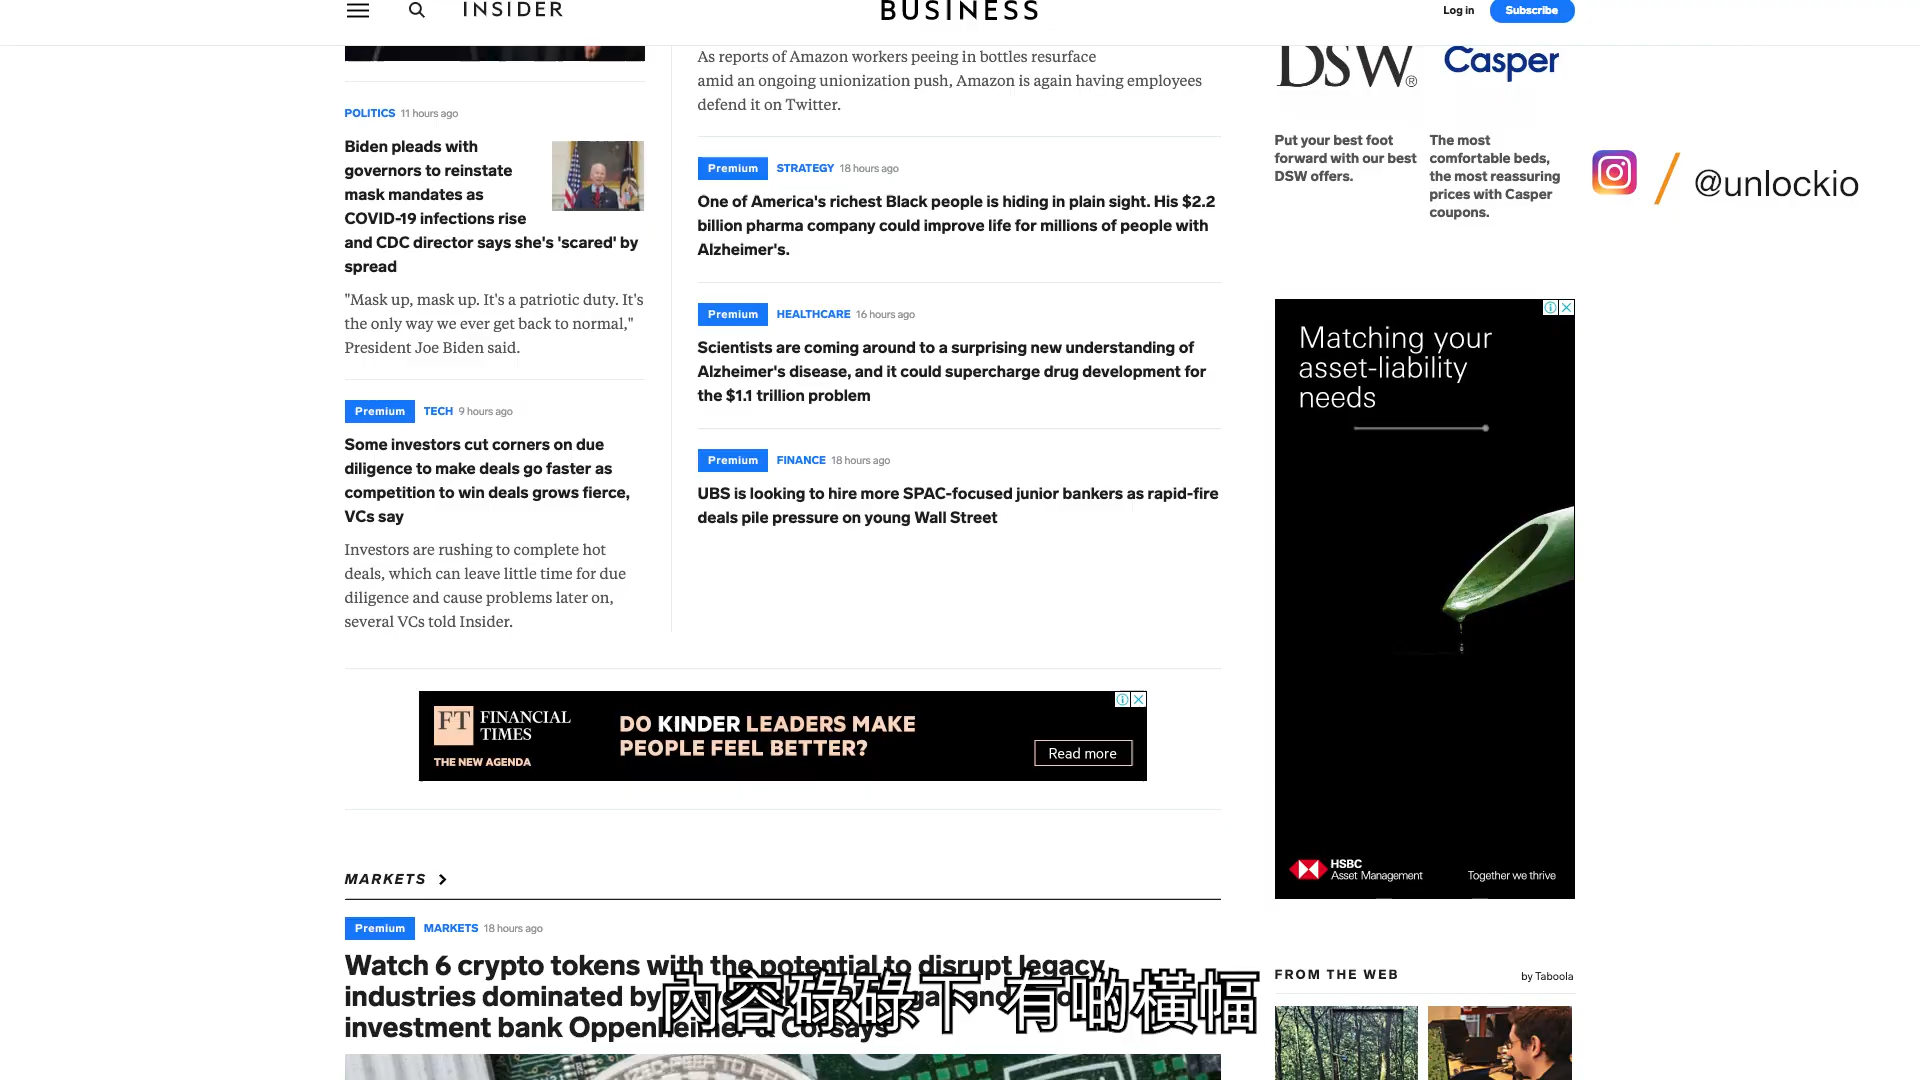 INSIDER
BUSINESS
Log in
Subscribe
As reports of Amazon workers peeing in bottles resurface
amid an ongoing unionization push, Amazon is again having employees
defend it on Twitter.
POLITICS 11 hours ago
Biden pleads with
governors to reinstate
mask mandates as
COVID-19 infections rise
and CDC director says she's 'scared' by
spread
"Mask up, mask up. It's a patriotic duty. It's
the only way we ever get back to normal,"
President Joe Biden said.
Premium TECH 9 hours ago
Some investors cut corners on due
diligence to make deals go faster as
competition to win deals grows fierce,
VCs say
Investors are rushing to complete hot
deals, which can leave little time for due
diligence and cause problems later on,
several VCs told Insider.
Premium STRATEGY 18 hours ago
One of America's richest Black people is hiding in plain sight. His $2.2
billion pharma company could improve life for millions of people with
Alzheimer's.
Premium HEALTHCARE 16 hours ago
Scientists are coming around to a surprising new understanding of
Alzheimer's disease, and it could supercharge drug development for
the $1.1 trillion problem
Premium FINANCE 18 hours ago
UBS is looking to hire more SPAC-focused junior bankers as rapid-fire
deals pile pressure on young Wall Street
DSW®
Put your best foot
forward with our best
DSW offers.
Casper
The most
comfortable beds,
the most reassuring
prices with Casper
coupons.
@unlockio
Matching your
asset-liability
needs
HSBC
Asset Management
Together we thrive
FT FINANCIAL
TIMES
THE NEW AGENDA
DO KINDER LEADERS MAKE
PEOPLE FEEL BETTER?
Read more
MARKETS
Premium MARKETS 18 hours ago
Watch 6 crypto tokens with the potential to disrupt legacy
industries dominated by
investment bank Oppenheimer & Co. says
內容碌碌下 有啲橫幅
FROM THE WEB
by Taboola